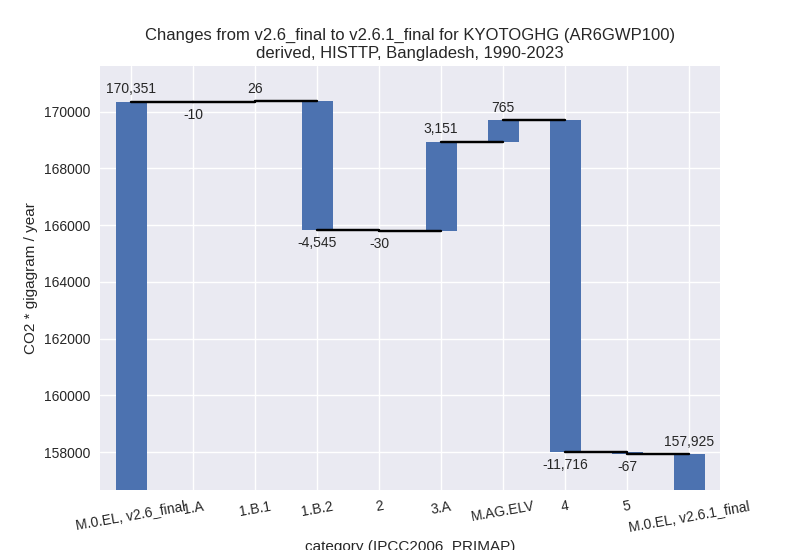 Changes from v2.6_final to v2.6.1_final for KYOTOGHG (AR6GWP100)
derived, HISTTP, Bangladesh, 1990-2023
170,351
26
-10
-4,545
-30
3,151
765
-11,716
-67
157,925
170000
168000
166000
164000
162000
160000
158000
CO2 * gigagram / year
M.0.EL, v2.6_final
1.A
1.B.1
1.B.2
2
3.A
M.AG.ELV
4
5
M.0.EL, v2.6.1_final
category (IPCC2006_PRIMAP)